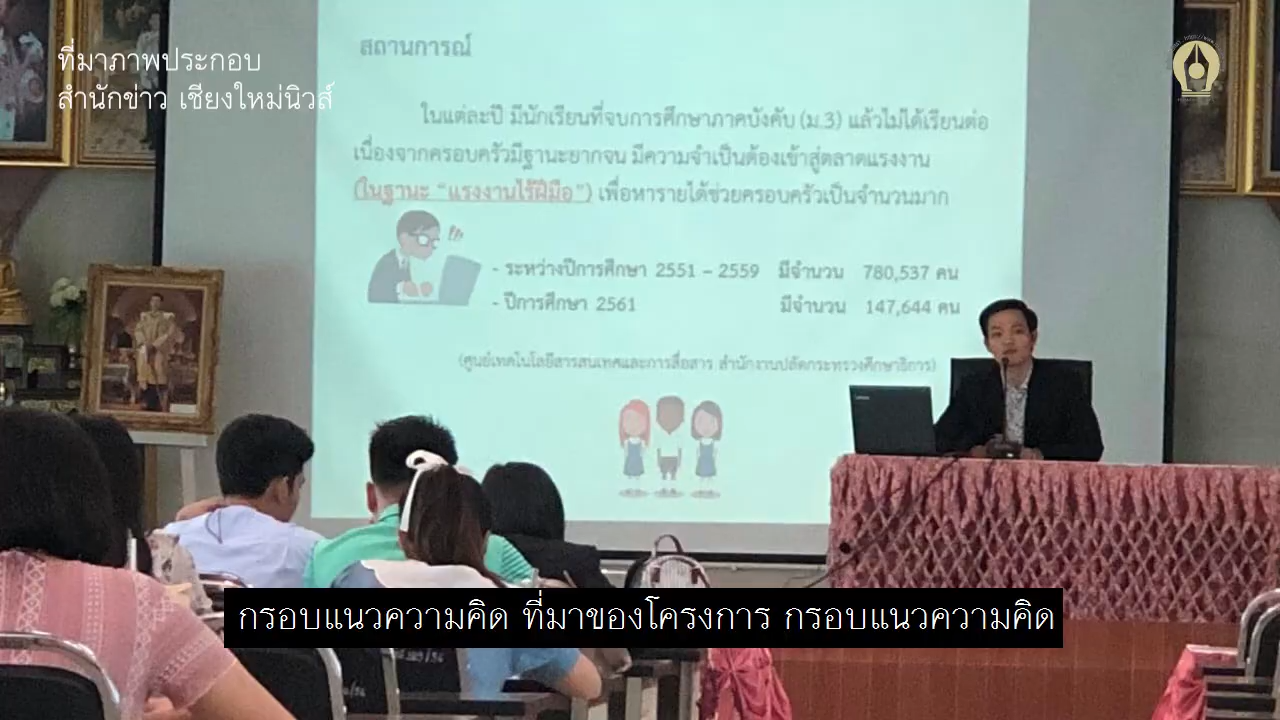 ที่มาภาพประกอบ
สำนักข่าว เชียงใหม่นิวส์
สถานการณ์
ในแต่ละปี มีนักเรียนที่จบการศึกษาภาคบังคับ (ม.3) แล้วไม่ได้เรียนต่อ
เนื่องจากครอบครัวมีฐานะยากจน มีความจำเป็นต้องเข้าสู่ตลาดแรงงาน
(ในฐานะ “แรงงานไร้ฝีมือ”) เพื่อหารายได้ช่วยครอบครัวเป็นจำนวนมาก
- ระหว่างปีการศึกษา 2551 – 2559 มีจำนวน 780,537 คน
- ปีการศึกษา 2561 มีจำนวน 147,644 คน
(ศูนย์เทคโนโลยีสารสนเทศและการสื่อสาร สำนักงานปลัดกระทรวงศึกษาธิการ)
กรอบแนวความคิด ที่มาของโครงการ กรอบแนวความคิด